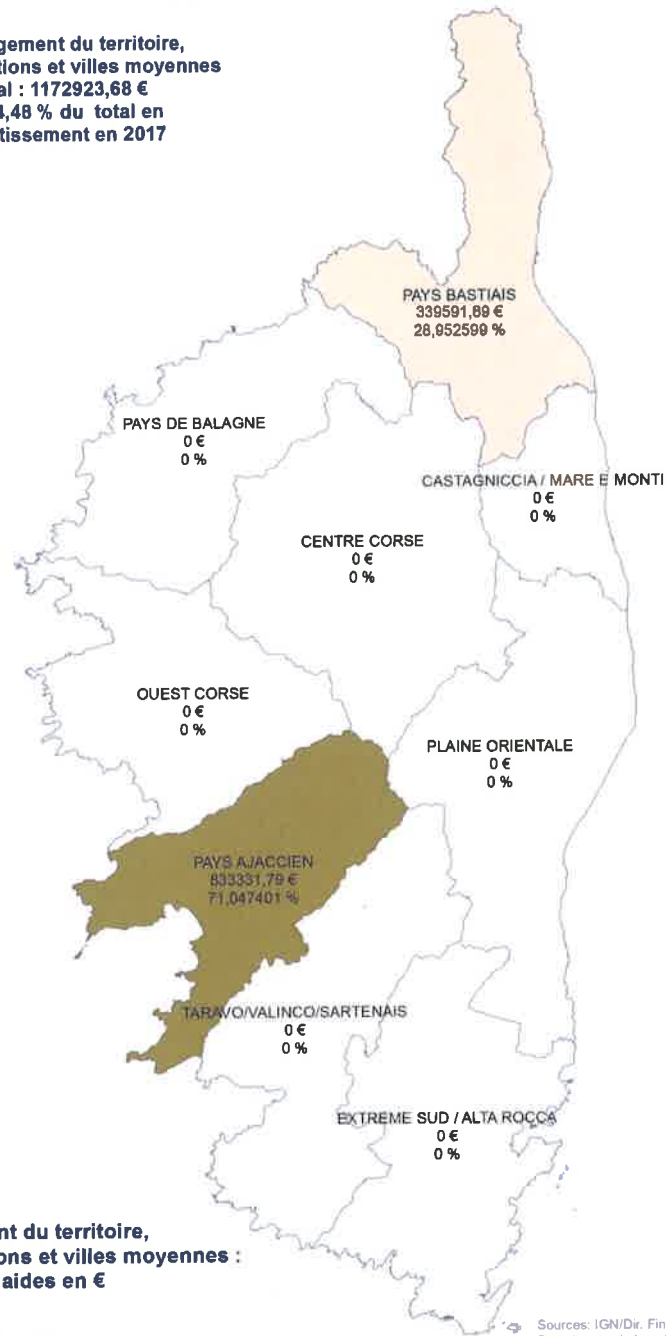 gement du territoire,
tions et villes moyennes
al : 1172923,68 €
4,48 % du total en
tissement en 2017
PAYS BASTIAIS
339591,89 €
28,952599 %
PAYS DE BALAGNE
0 €
0 %
CASTAGNICCIA / MARE E MONTI
0 €
0 %
CENTRE CORSE
0 €
0 %
OUEST CORSE
0 €
0 %
PLAINE ORIENTALE
0 €
0 %
PAYS AJACCIEN
833331,79 €
71,047401 %
TARAVO/VALINCO/SARTENAIS
0 €
0 %
EXTREME SUD / ALTA ROCCA
0 €
0 %
nt du territoire,
ons et villes moyennes :
aides en €
Sources: IGN/Dir. Fin